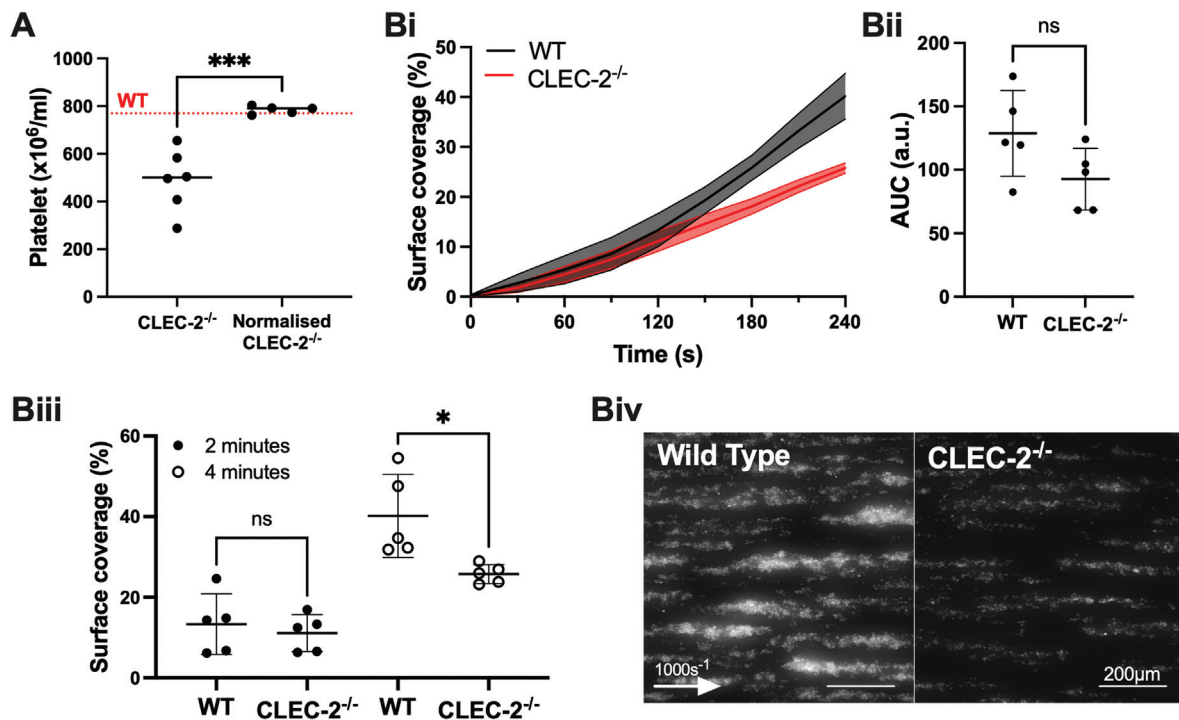 A
Platelet (x10⁶/ml)
1000
800
600
400
200
0
WT
***
CLEC-2⁻/⁻
Normalised
CLEC-2⁻/⁻
Bi
Surface coverage (%)
50
40
30
20
10
0
WT
CLEC-2⁻/⁻
0 60 120 180 240
Time (s)
Bii
AUC (a.u.)
200
150
100
50
0
ns
WT
CLEC-2⁻/⁻
Biii
Surface coverage (%)
60
40
20
0
2 minutes
4 minutes
ns
*
WT CLEC-2⁻/⁻ WT CLEC-2⁻/⁻
Biv
Wild Type
1000s⁻¹
CLEC-2⁻/⁻
200µm